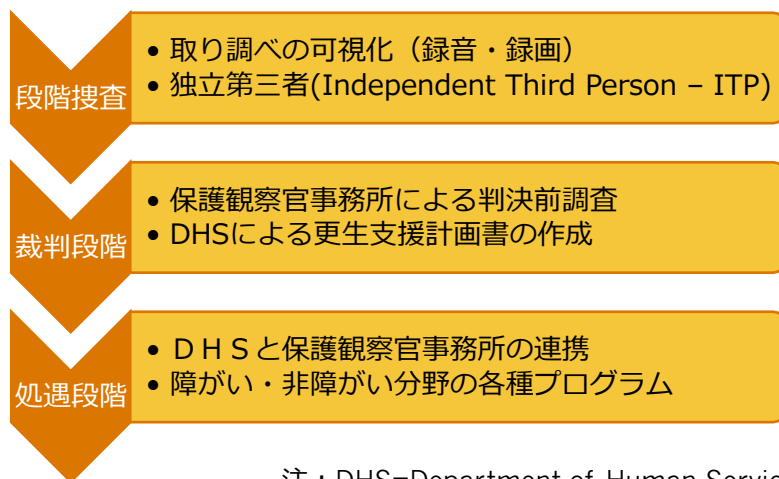 段階捜査
• 取り調べの可視化（録音・録画）
• 独立第三者(Independent Third Person – ITP)
裁判段階
• 保護観察官事務所による判決前調査
• DHSによる更生支援計画書の作成
処遇段階
• ＤＨＳと保護観察官事務所の連携
• 障がい・非障がい分野の各種プログラム
注：DHS=Department of Human